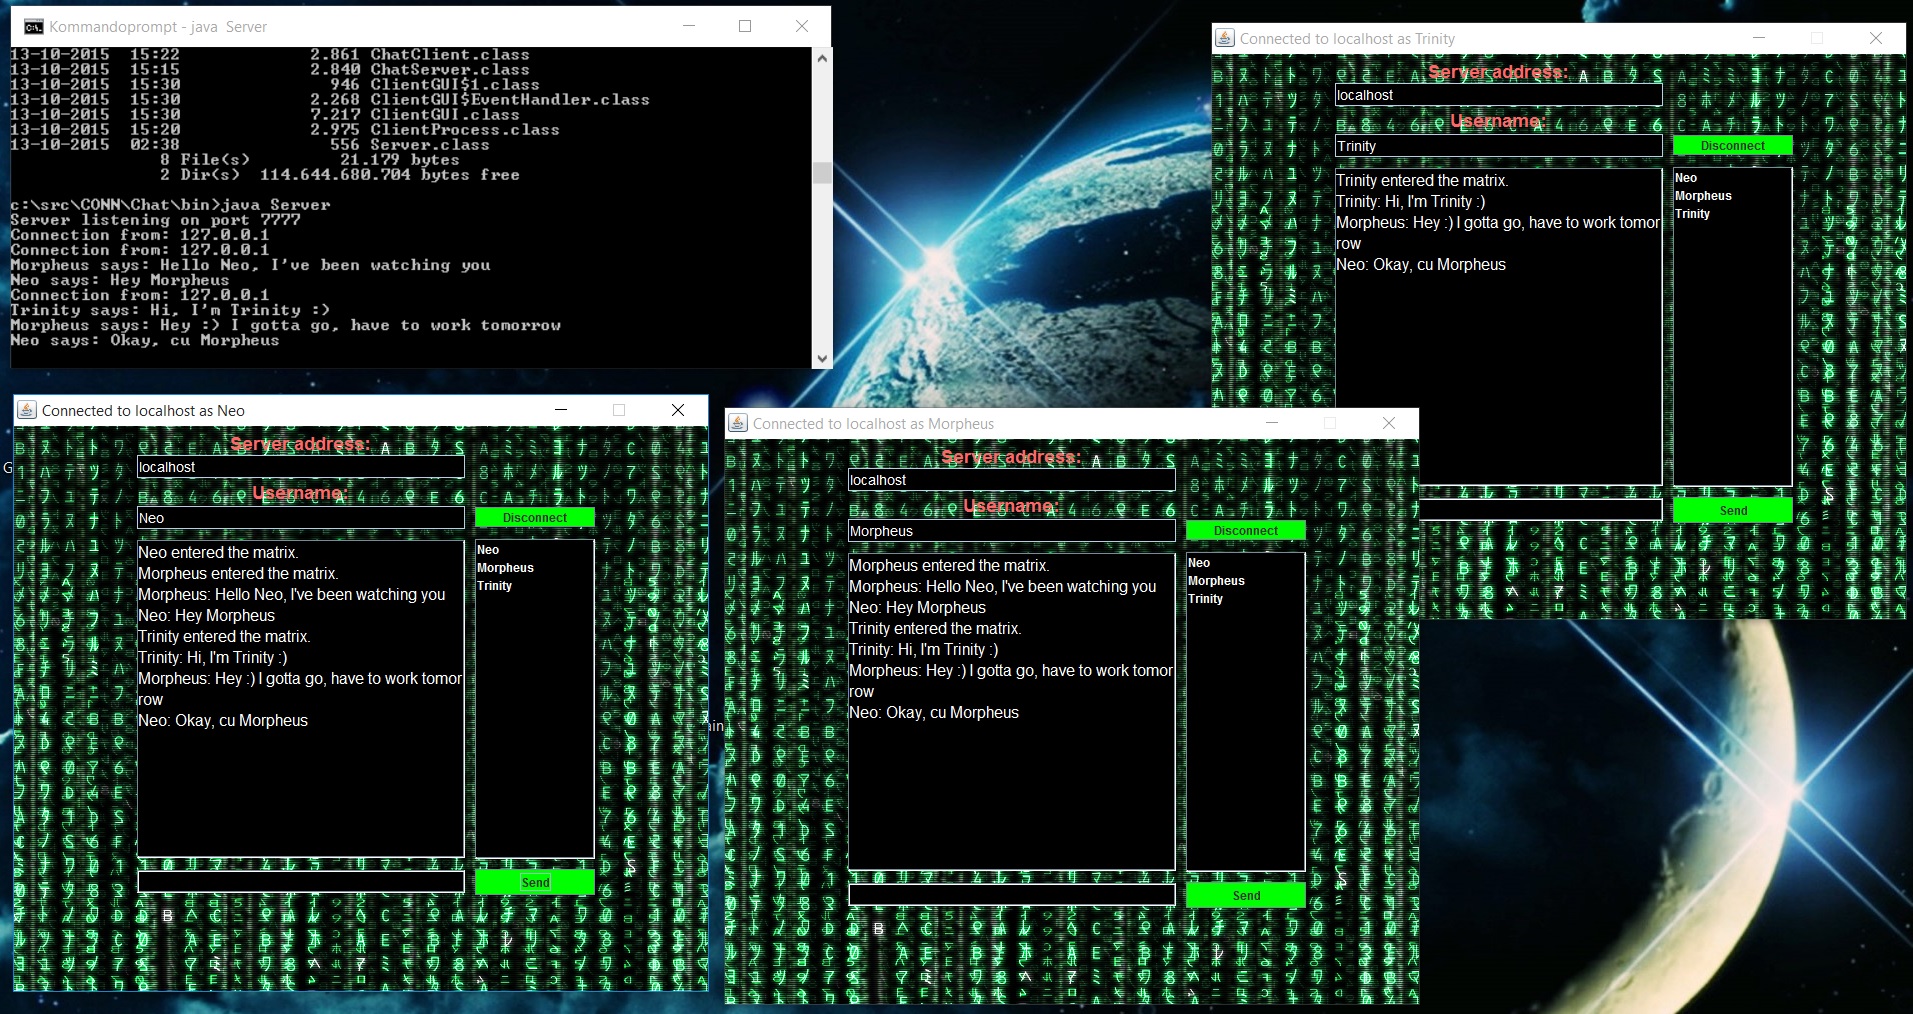 Kommandoprompt - java  Server
13-10-2015  15:22             2.861 ChatClient.class
13-10-2015  15:15             2.840 ChatServer.class
13-10-2015  15:30               946 ClientGUI$1.class
13-10-2015  15:30             2.268 ClientGUI$EventHandler.class
13-10-2015  15:30             7.217 ClientGUI.class
13-10-2015  15:20             2.975 ClientProcess.class
13-10-2015  02:38               556 Server.class
8 File(s)         21.179 bytes
2 Dir(s)  114.644.680.704 bytes free
c:\src\CONN\Chat\bin>java Server
Server listening on port 7777
Connection from: 127.0.0.1
Connection from: 127.0.0.1
Morpheus says: Hello Neo, I've been watching you
Neo says: Hey Morpheus
Connection from: 127.0.0.1
Trinity says: Hi, I'm Trinity :)
Morpheus says: Hey :) I gotta go, have to work tomorrow
Neo says: Okay, cu Morpheus
Connected to localhost as Trinity
Server address:
localhost
Username:
Trinity
Disconnect
Trinity entered the matrix.
Trinity: Hi, I'm Trinity :)
Morpheus: Hey :) I gotta go, have to work tomor
row
Neo: Okay, cu Morpheus
Neo
Morpheus
Trinity
Send
Connected to localhost as Neo
Server address:
localhost
Username:
Neo
Disconnect
Neo entered the matrix.
Morpheus entered the matrix.
Morpheus: Hello Neo, I've been watching you
Neo: Hey Morpheus
Trinity entered the matrix.
Trinity: Hi, I'm Trinity :)
Morpheus: Hey :) I gotta go, have to work tomor
row
Neo: Okay, cu Morpheus
Neo
Morpheus
Trinity
Send
Connected to localhost as Morpheus
Server address:
localhost
Username:
Morpheus
Disconnect
Morpheus entered the matrix.
Morpheus: Hello Neo, I've been watching you
Neo: Hey Morpheus
Trinity entered the matrix.
Trinity: Hi, I'm Trinity :)
Morpheus: Hey :) I gotta go, have to work tomor
row
Neo: Okay, cu Morpheus
Neo
Morpheus
Trinity
Send